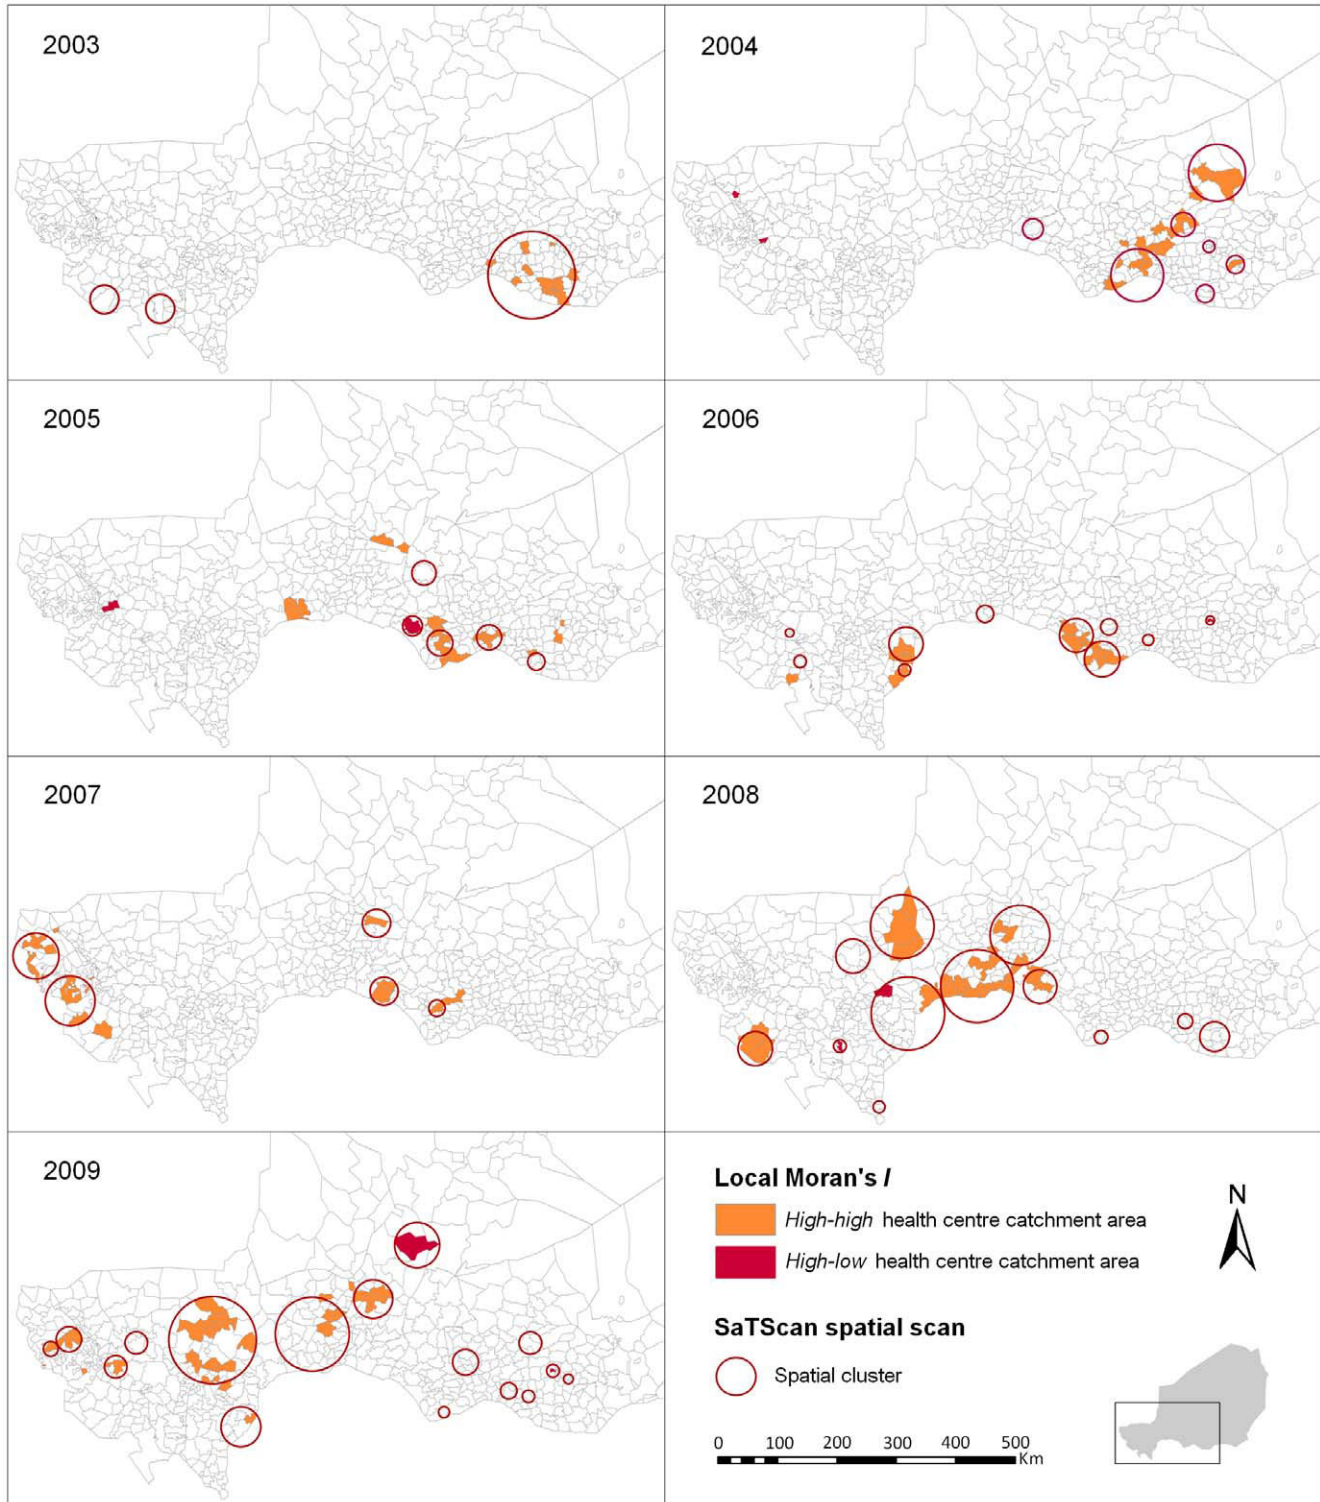 2003
2004
2005
2006
2007
2008
2009
Local Moran's I
High-high health centre catchment area
High-low health centre catchment area
N
SaTScan spatial scan
Spatial cluster
0 100 200 300 400 500
Km